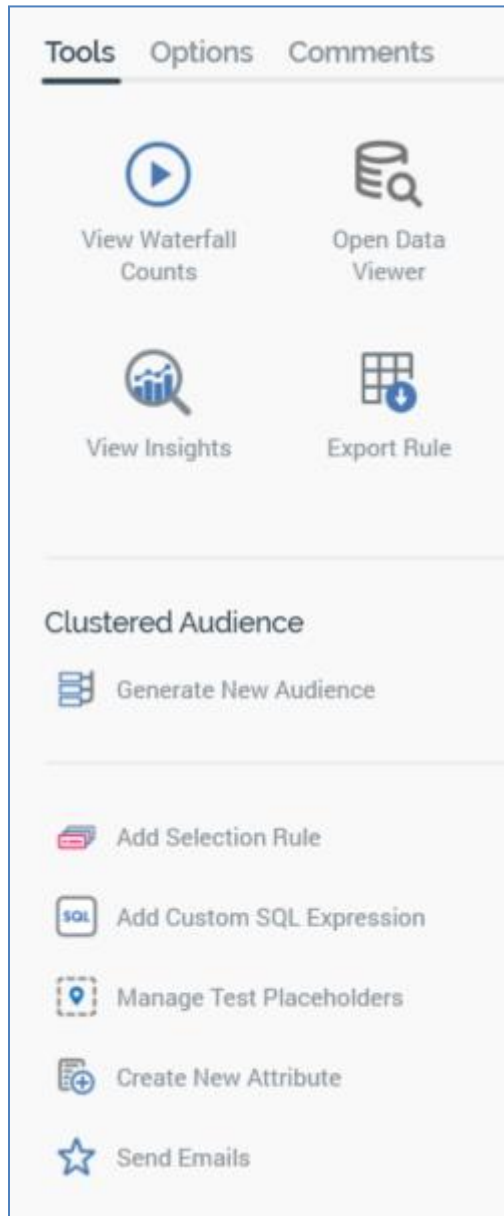 Tools Options Comments
View Waterfall Counts
Open Data Viewer
View Insights
Export Rule
Clustered Audience
Generate New Audience
Add Selection Rule
SQL Add Custom SQL Expression
Manage Test Placeholders
Create New Attribute
Send Emails